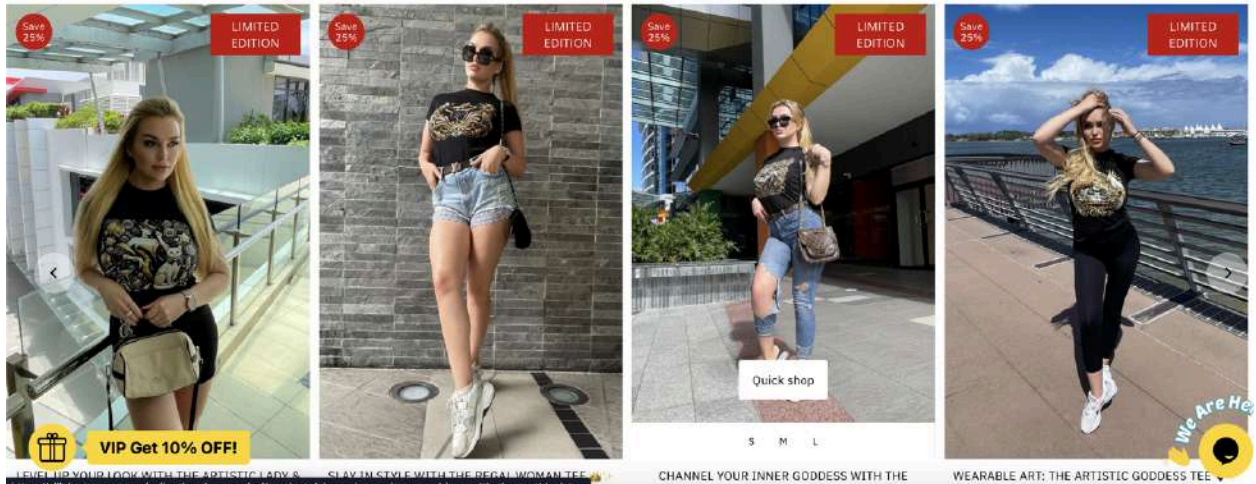 Save
25%
LIMITED
EDITION
Save
25%
LIMITED
EDITION
Save
25%
LIMITED
EDITION
Save
25%
LIMITED
EDITION
Quick shop
S M L
We Are He
VIP Get 10% OFF!
LEVEL UP YOUR LOOK WITH THE ARTISTIC LADY &
SLAY IN STYLE WITH THE REGAL WOMAN TEE
CHANNEL YOUR INNER GODDESS WITH THE
WEARABLE ART: THE ARTISTIC GODDESS TEE